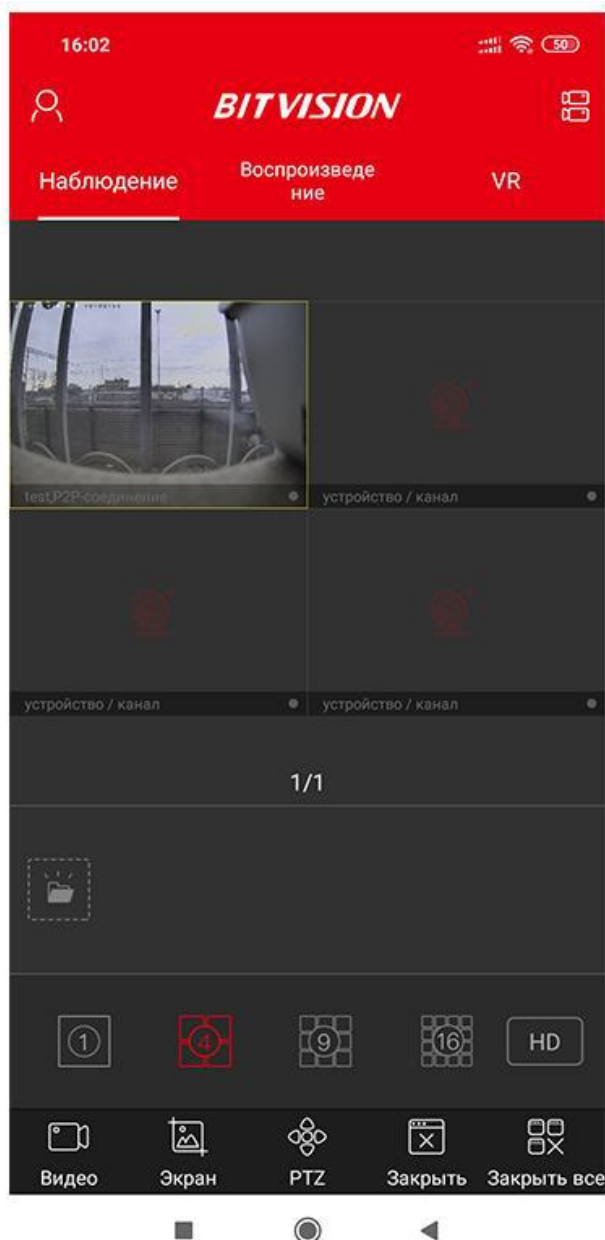 16:02
50
BITVISION
Наблюдение
Воспроизведе
ние
VR
test,P2P-соединение
устройство / канал
устройство / канал
устройство / канал
1/1
1
4
9
16
HD
Видео
Экран
PTZ
Закрыть
Закрыть все